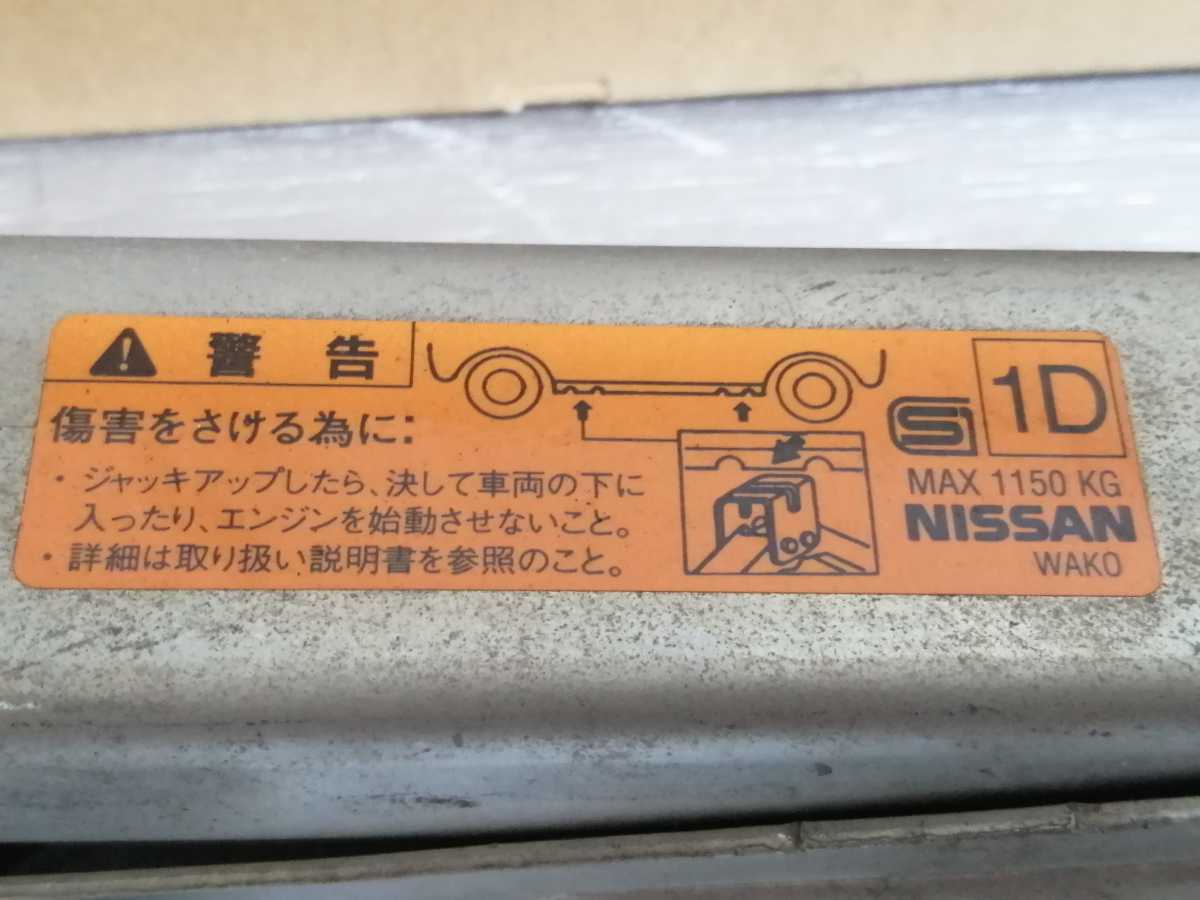 警告
傷害をさける為に:
・ジャッキアップしたら、決して車両の下に
入ったり、エンジンを始動させないこと。
・詳細は取り扱い説明書を参照のこと。
S
1D
MAX 1150 KG
NISSAN
WAKO